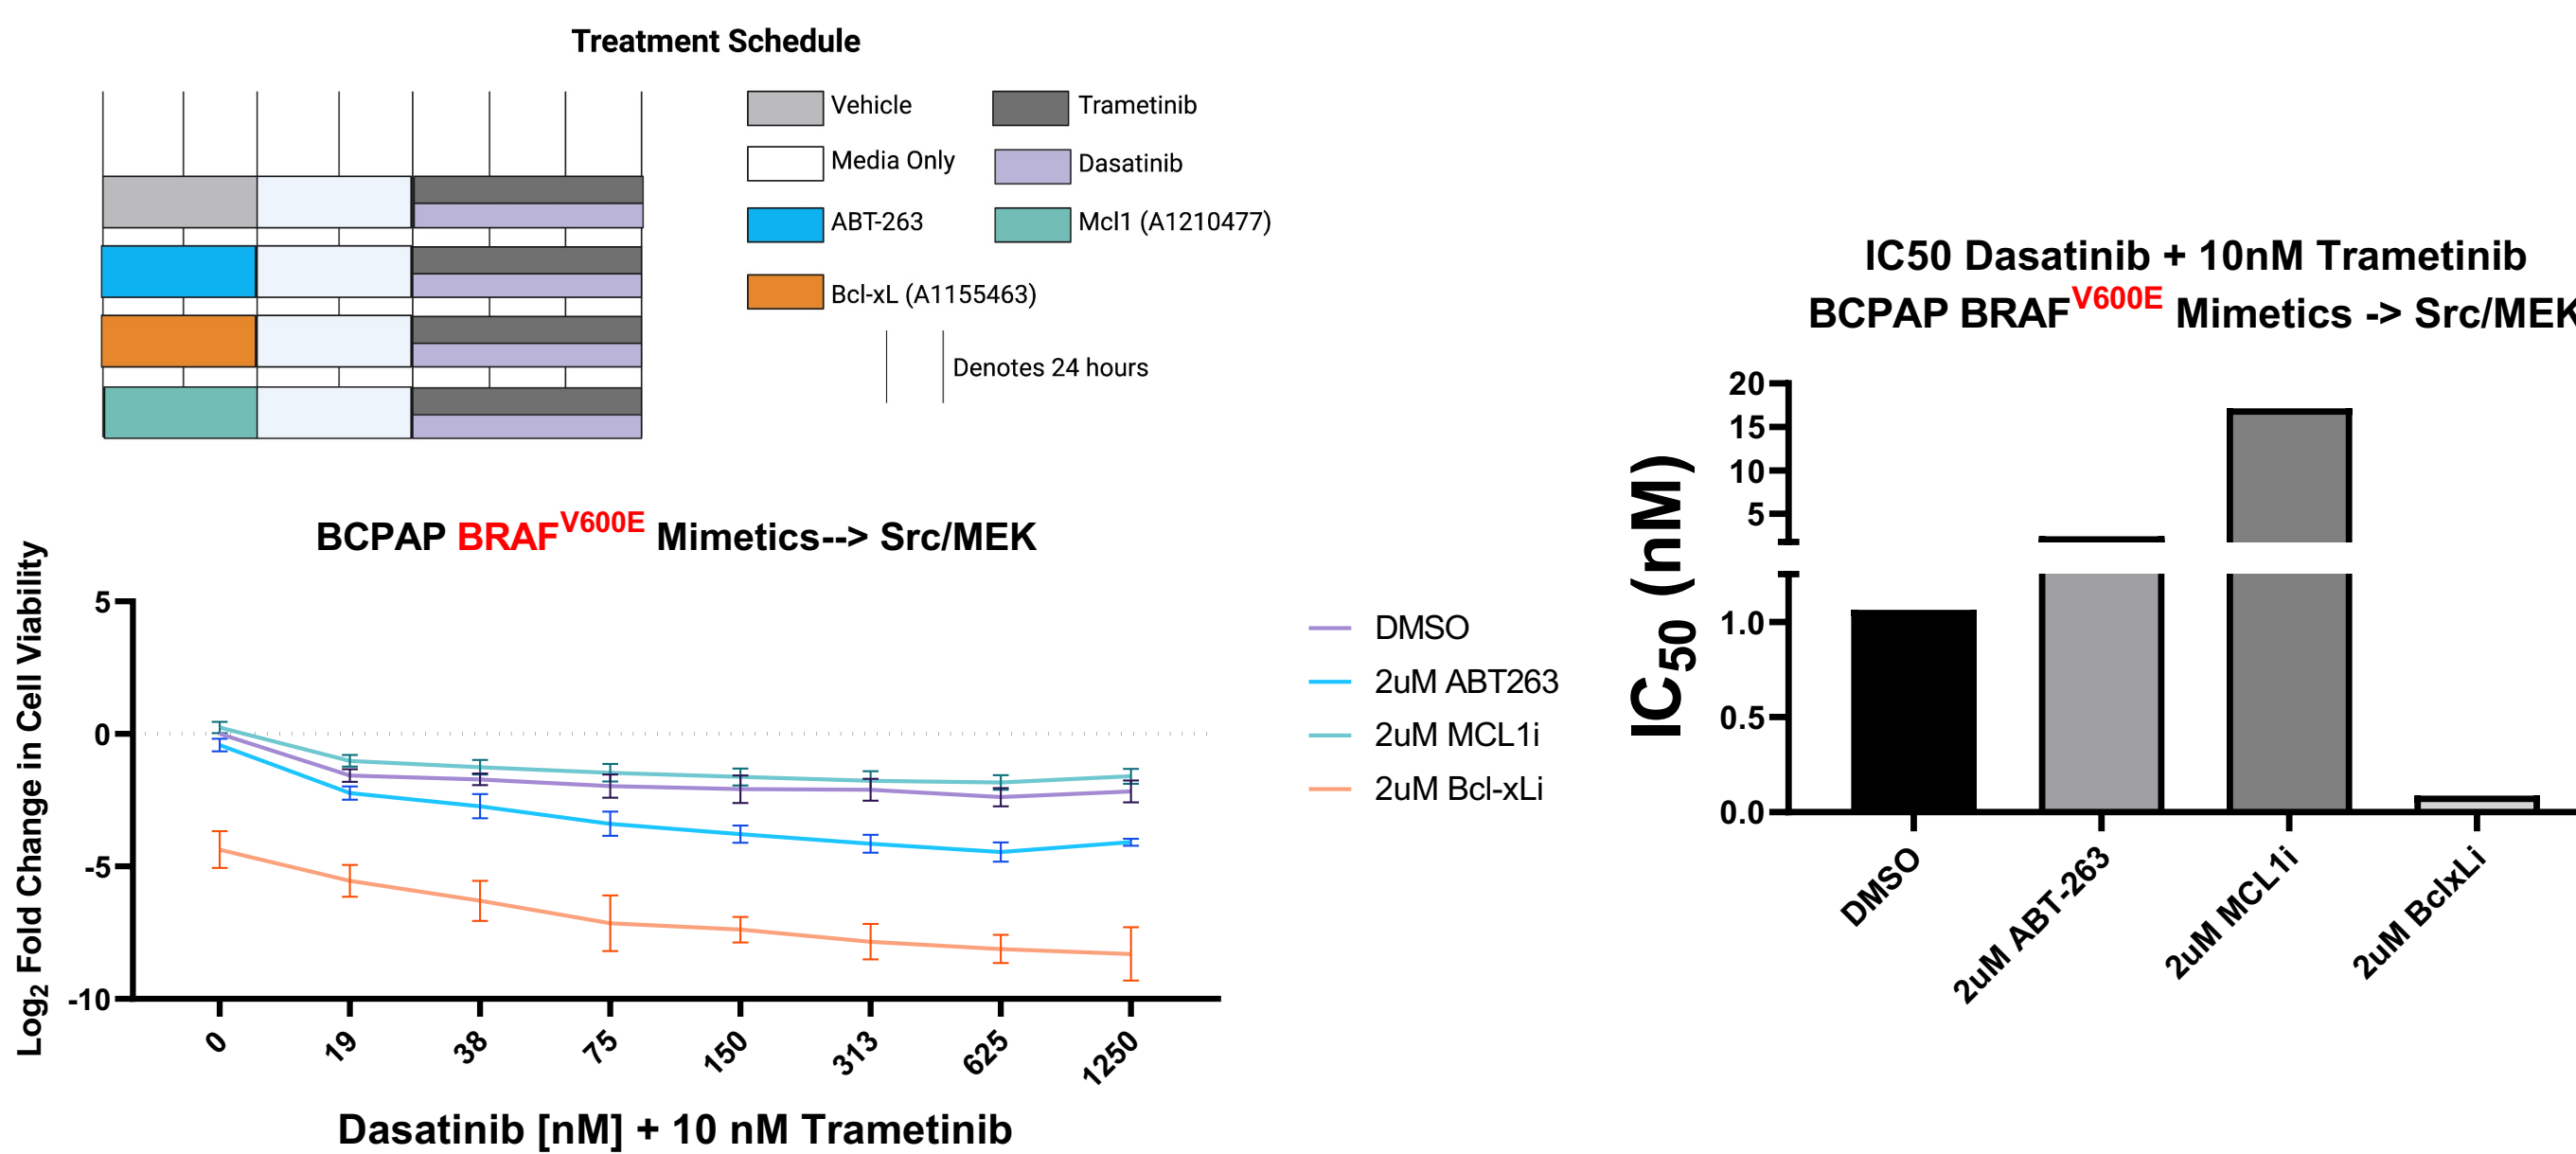 Treatment Schedule
Vehicle
Trametinib
Media Only
Dasatinib
ABT-263
Mcl1 (A1210477)
Bcl-xL (A1155463)
Denotes 24 hours
BCPAP BRAFV600E Mimetics--> Src/MEK
Log2 Fold Change in Cell Viability
5
0
-5
-10
0
19
38
75
150
313
625
1250
Dasatinib [nM] + 10 nM Trametinib
DMSO
2uM ABT263
2uM MCL1i
2uM Bcl-xLi
IC50 Dasatinib + 10nM Trametinib
BCPAP BRAFV600E Mimetics -> Src/MEK
IC50 (nM)
20
15
10
5
1.0
0.5
0.0
DMSO
2uM ABT-263
2uM MCL1i
2uM BclxLi